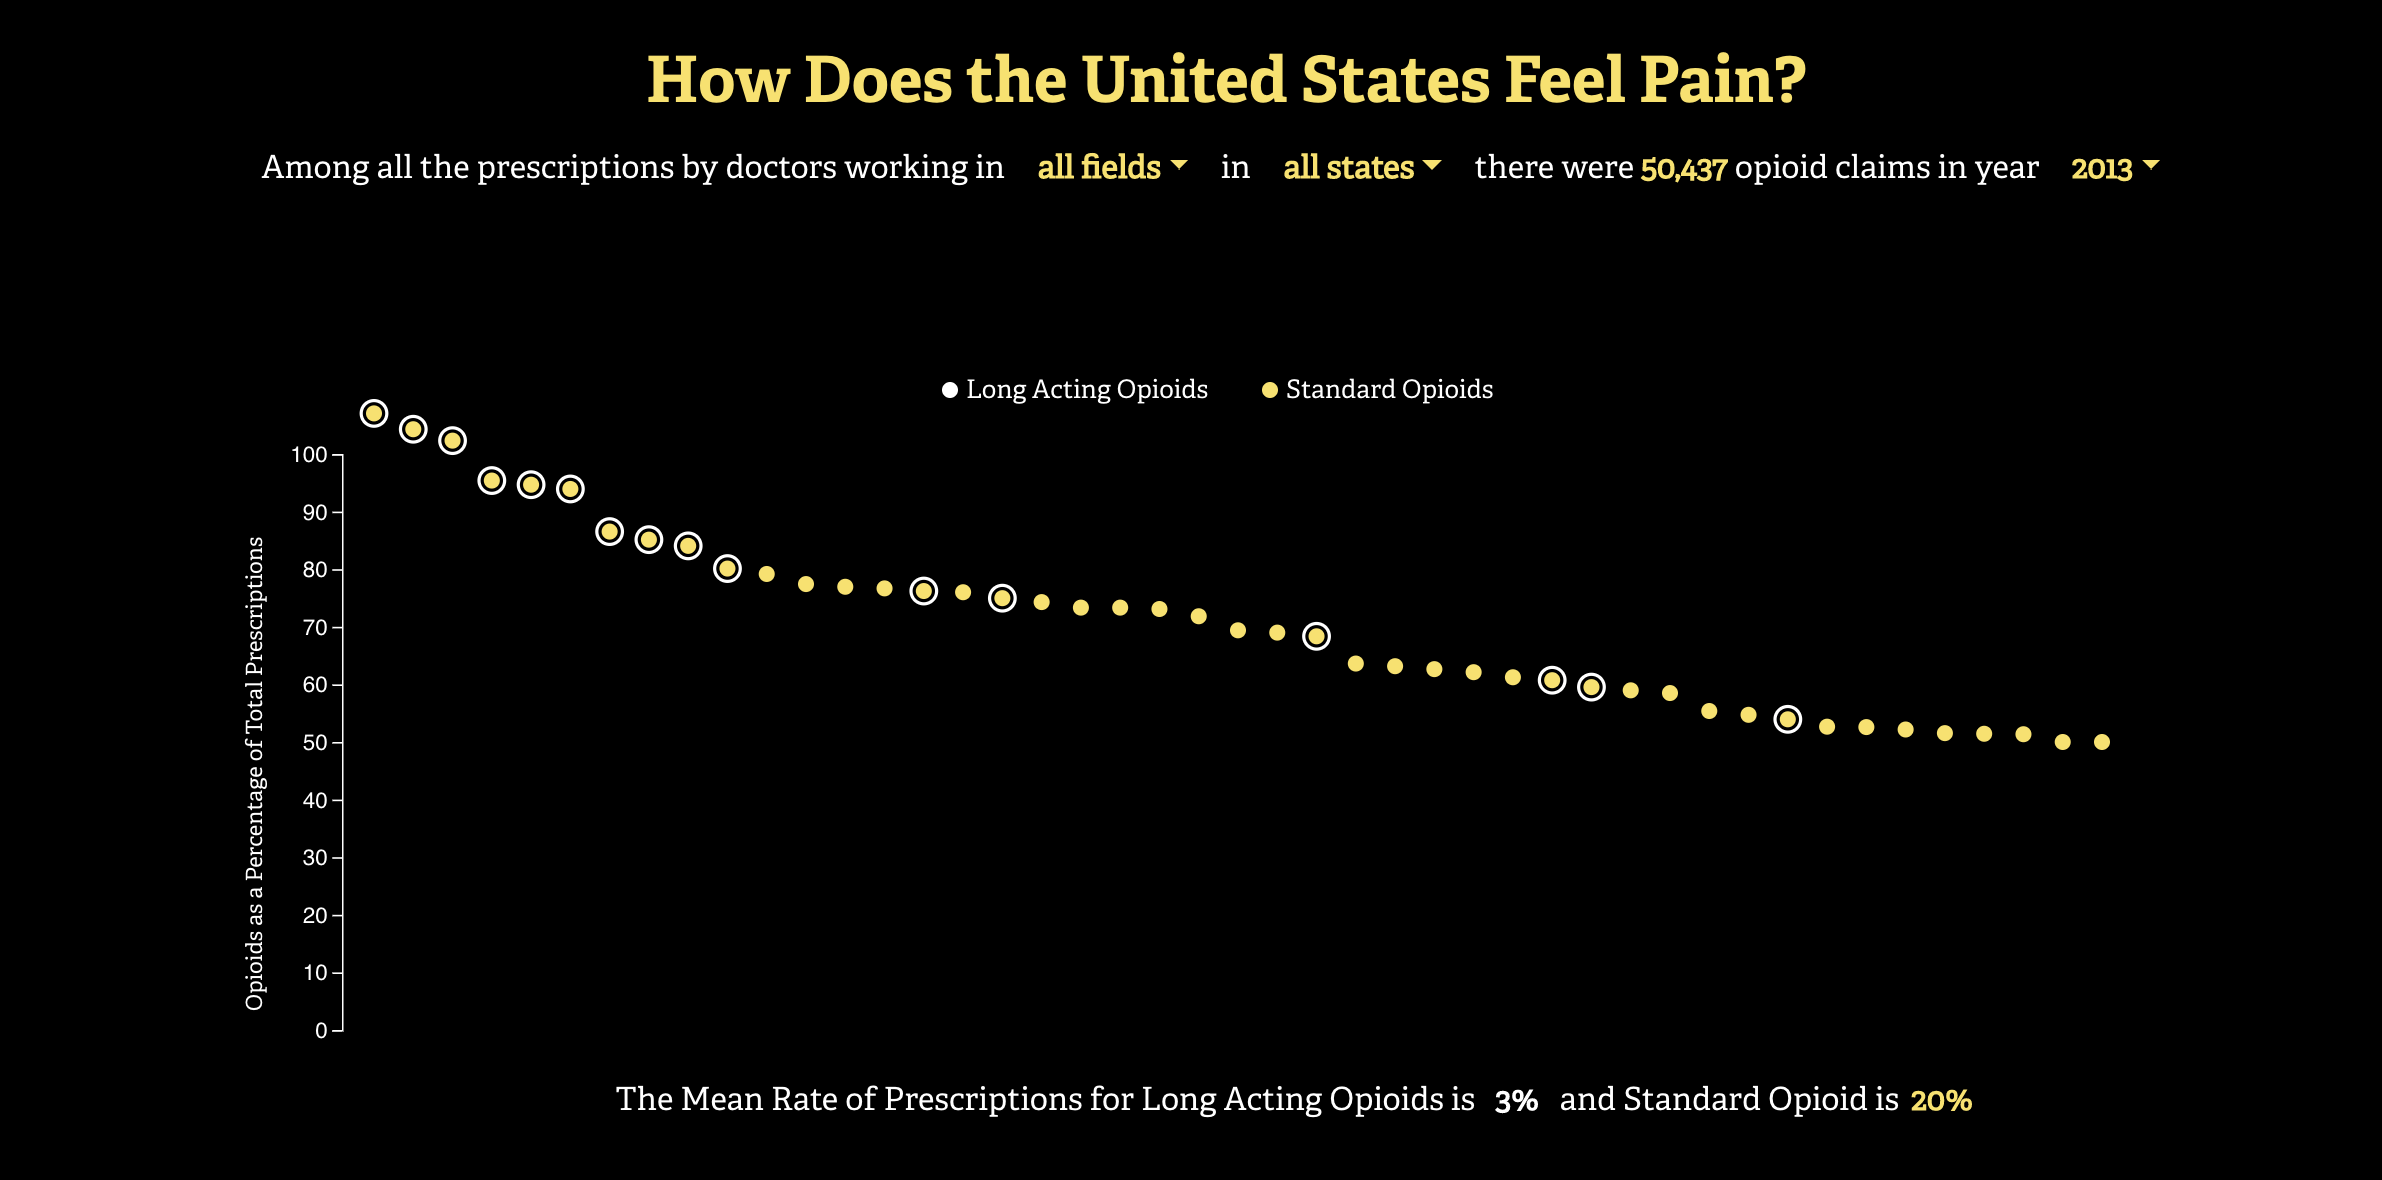 How Does the United States Feel Pain?
Among all the prescriptions by doctors working in all fields in all states there were 50,437 opioid claims in year 2013
Long Acting Opioids Standard Opioids
Opioids as a Percentage of Total Prescriptions
100
90
80
70
60
50
40
30
20
10
0
The Mean Rate of Prescriptions for Long Acting Opioids is 3% and Standard Opioid is 20%